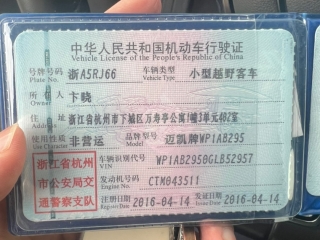 中华人民共和国机动车行驶证
Vehicle License of the People's Republic of China
号牌号码 浙A5RJ66 车辆类型 小型越野客车
Plate No. Vehicle Type
所有人 卞晓
Owner
住址 浙江省杭州市下城区万寿亭公寓1幢3单元402室
Address
使用性质 非营运 品牌型号 迈凯牌WP1AB295
浙江省杭州市公安局交通警察支队
车辆识别代号 WP1AB2950GLB52957
VIN
发动机号码 CTM043511
Engine No.
注册日期 2016-04-14 发证日期 2016-04-14
Register Date Issue Date